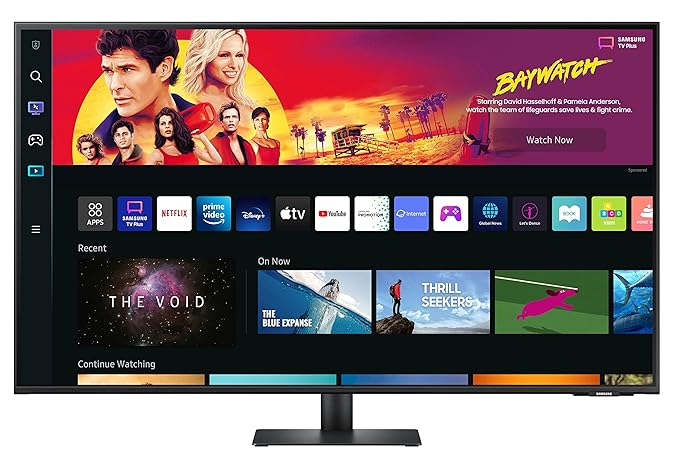 SAMSUNG
TV Plus
BAYWATCH
Starring David Hasselhoff & Pamela Anderson,
watch the team of lifeguards save lives & fight crime.
Watch Now
Sponsored
APPS
SAMSUNG
TV Plus
NETFLIX
prime
video
Disney+
tv
YouTube
PROMOTION
internet
Global News
Let's Dance
BOOK
A B C D
KIDS
Recent
On Now
THE VOID
THE
BLUE EXPANSE
THRILL
SEEKERS
Continue Watching
SAMSUNG